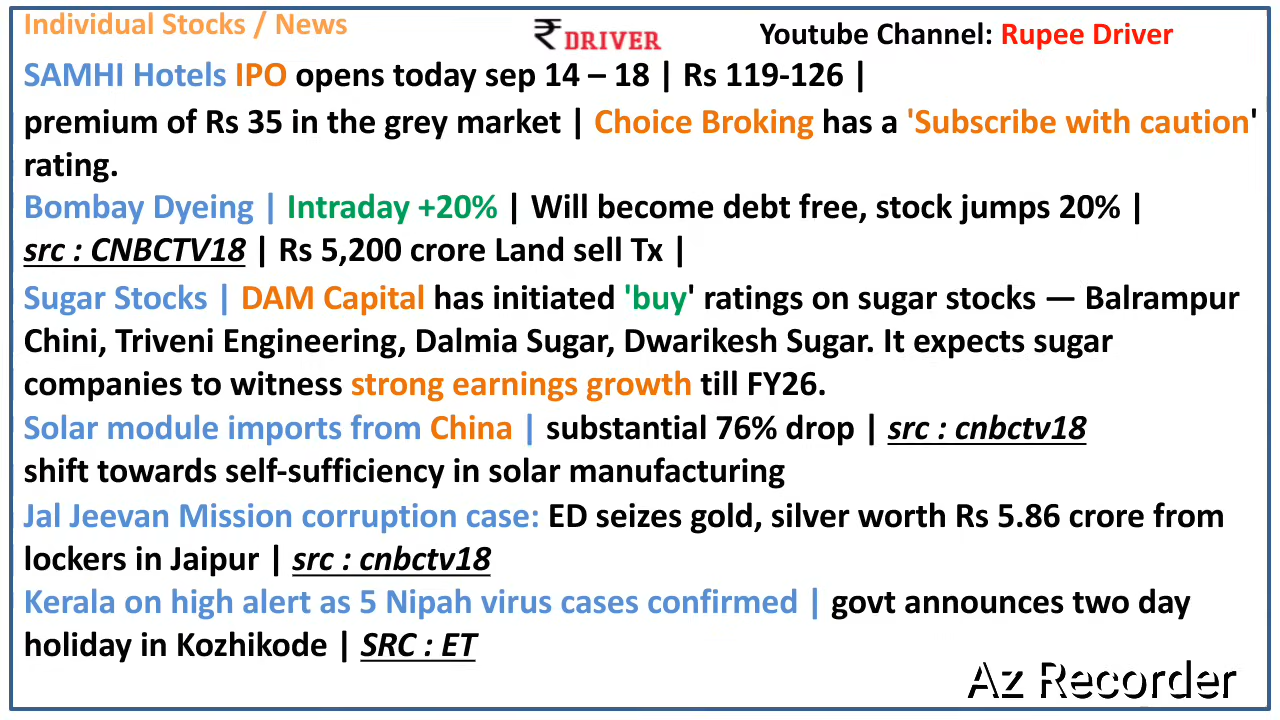 Individual Stocks / News
₹ DRIVER
Youtube Channel: Rupee Driver
SAMHI Hotels IPO opens today sep 14 – 18 | Rs 119-126 |
premium of Rs 35 in the grey market | Choice Broking has a 'Subscribe with caution'
rating.
Bombay Dyeing | Intraday +20% | Will become debt free, stock jumps 20% |
src : CNBCTV18 | Rs 5,200 crore Land sell Tx |
Sugar Stocks | DAM Capital has initiated 'buy' ratings on sugar stocks — Balrampur
Chini, Triveni Engineering, Dalmia Sugar, Dwarikesh Sugar. It expects sugar
companies to witness strong earnings growth till FY26.
Solar module imports from China | substantial 76% drop | src : cnbctv18
shift towards self-sufficiency in solar manufacturing
Jal Jeevan Mission corruption case: ED seizes gold, silver worth Rs 5.86 crore from
lockers in Jaipur | src : cnbctv18
Kerala on high alert as 5 Nipah virus cases confirmed | govt announces two day
holiday in Kozhikode | SRC : ET
Az Recorder